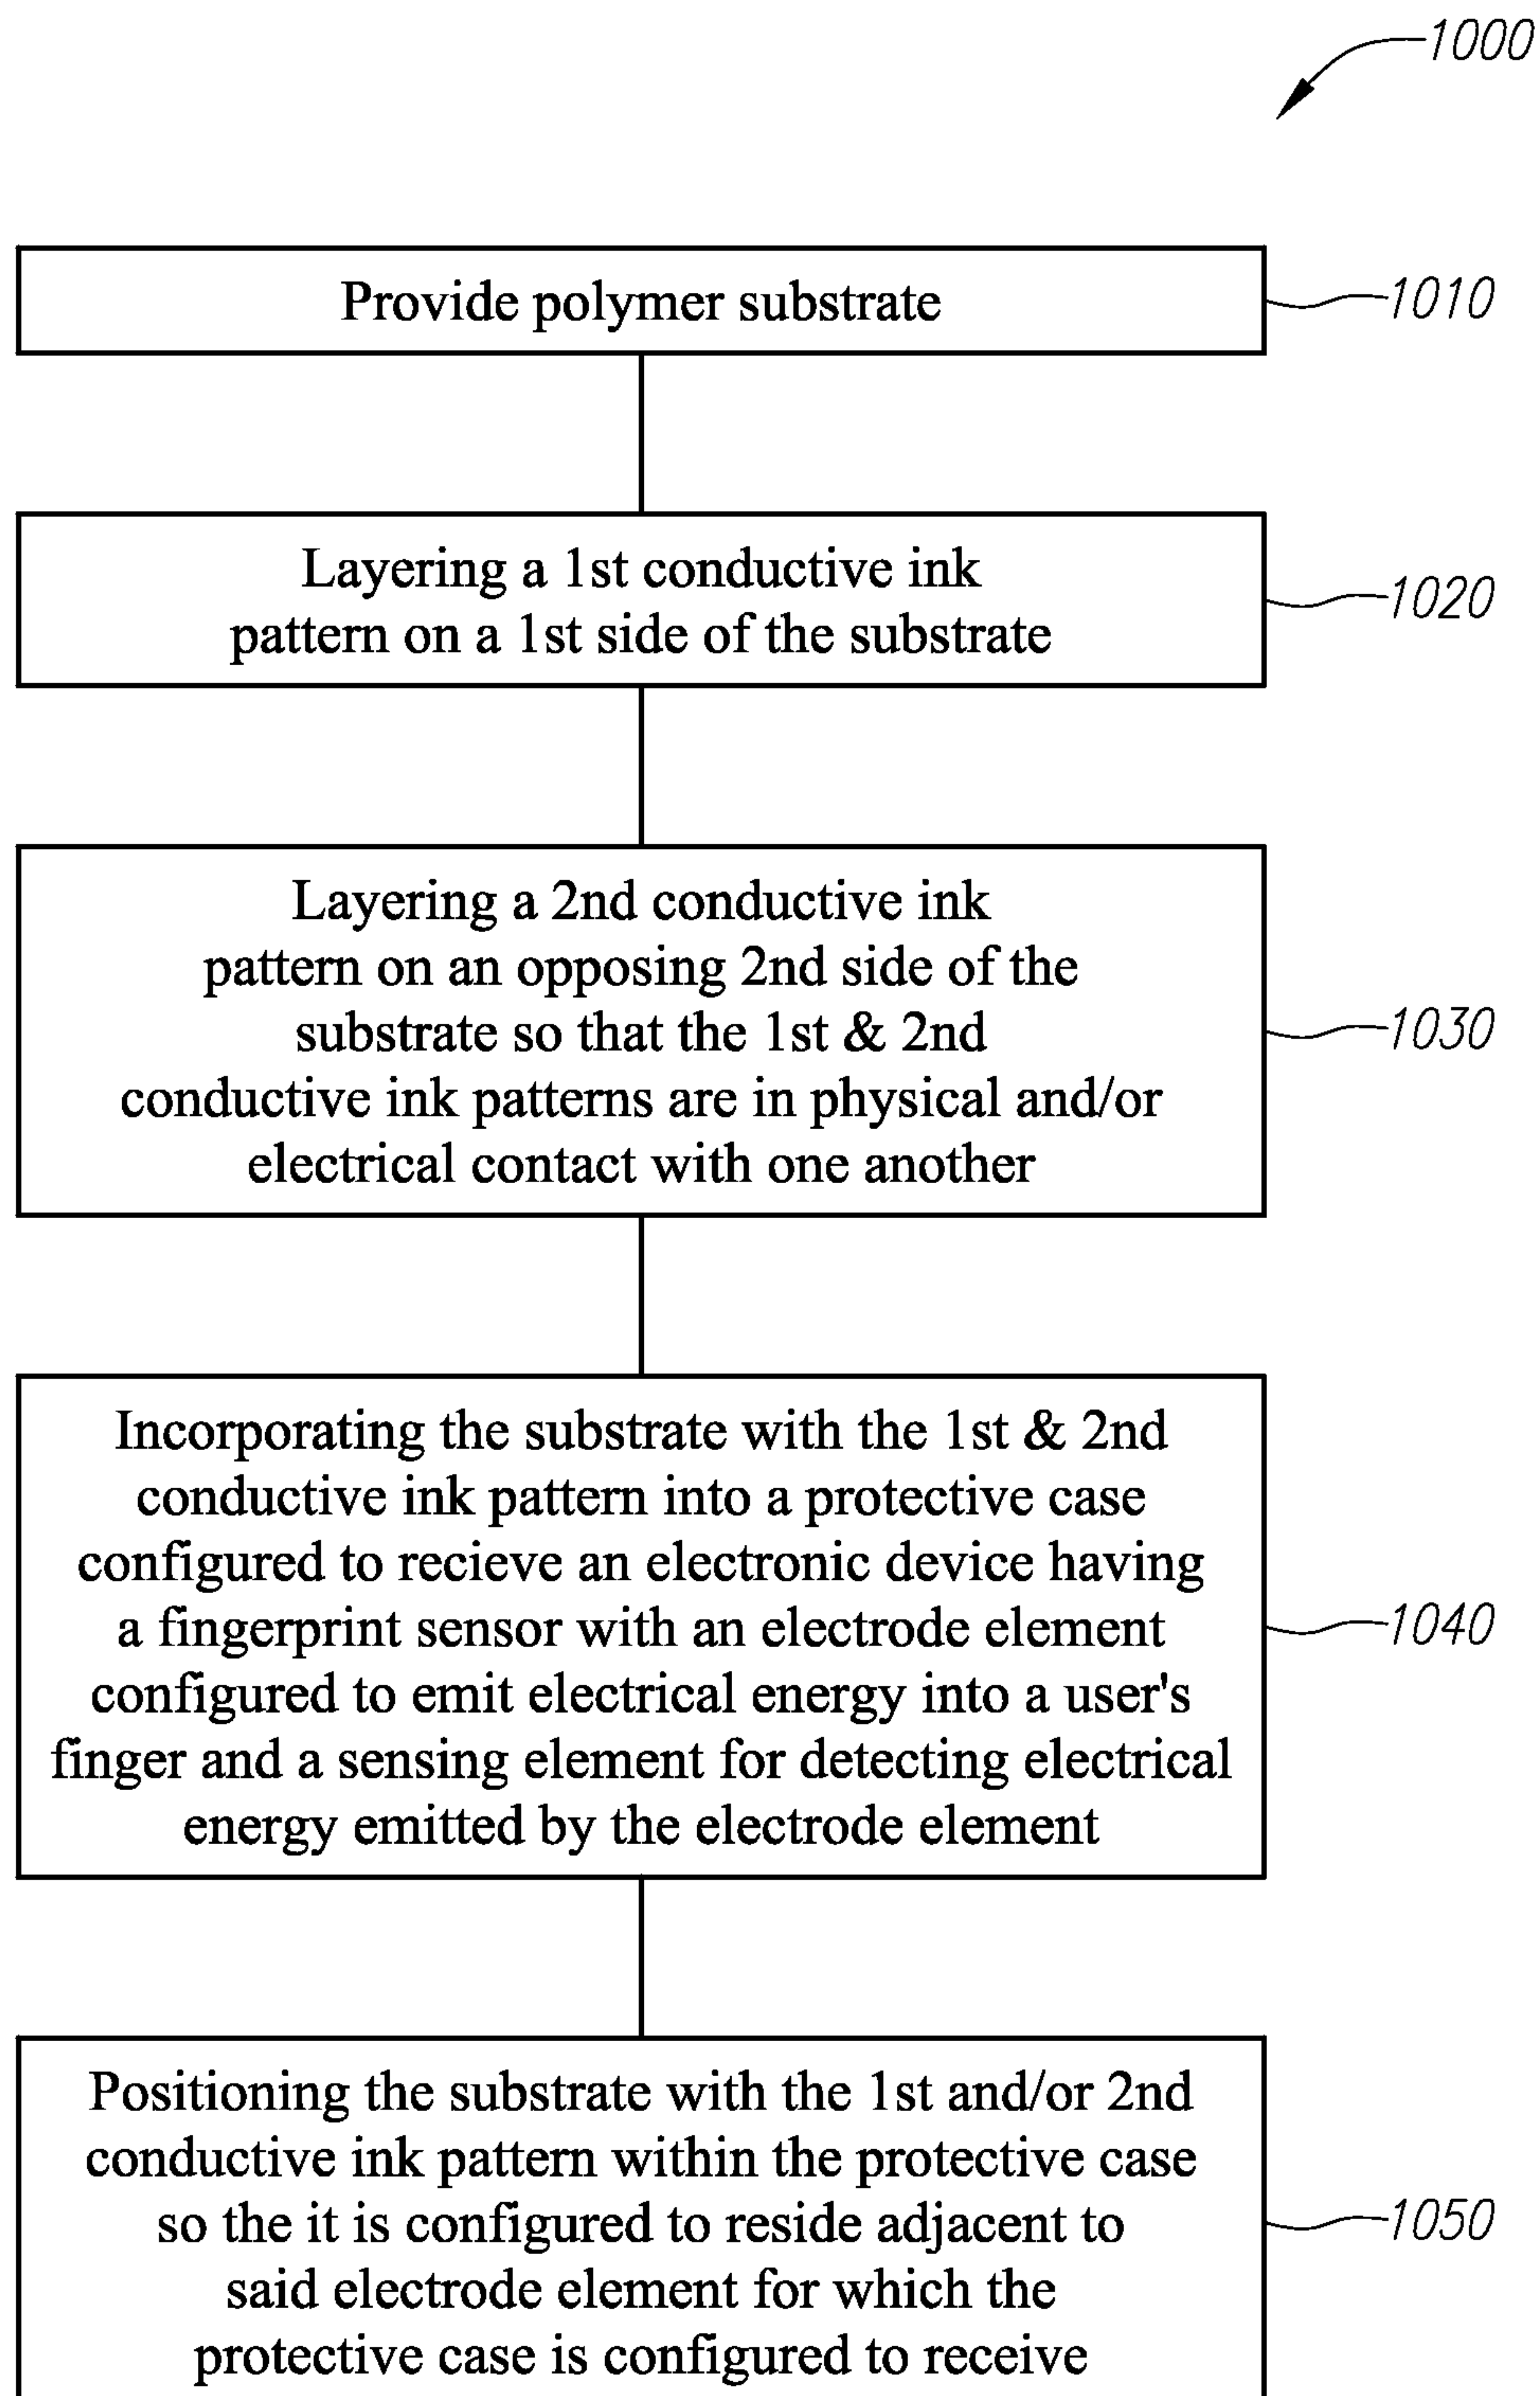 1000
Provide polymer substrate
1010
Layering a 1st conductive ink
pattern on a 1st side of the substrate
1020
Layering a 2nd conductive ink
pattern on an opposing 2nd side of the
substrate so that the 1st & 2nd
conductive ink patterns are in physical and/or
electrical contact with one another
1030
Incorporating the substrate with the 1st & 2nd
conductive ink pattern into a protective case
configured to recieve an electronic device having
a fingerprint sensor with an electrode element
configured to emit electrical energy into a user's
finger and a sensing element for detecting electrical
energy emitted by the electrode element
1040
Positioning the substrate with the 1st and/or 2nd
conductive ink pattern within the protective case
so the it is configured to reside adjacent to
said electrode element for which the
protective case is configured to receive
1050